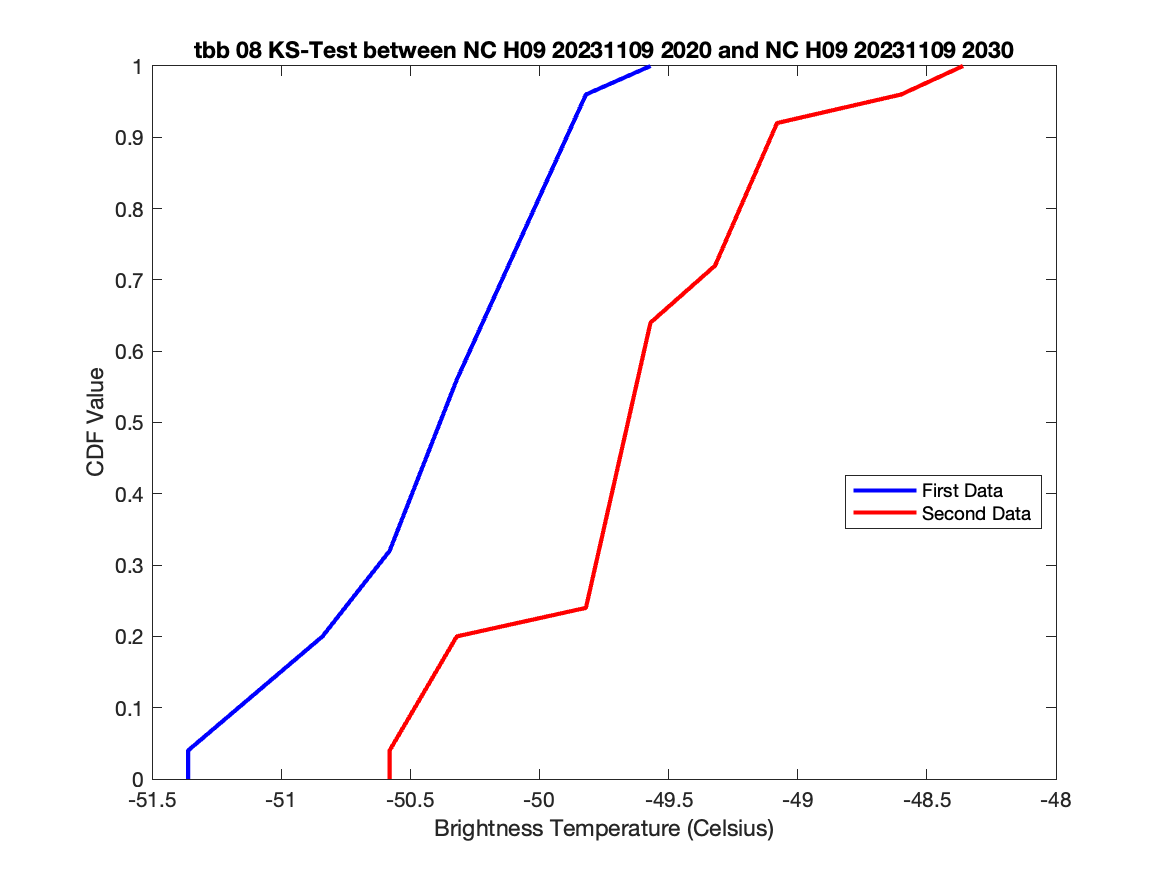 tbb 08 KS-Test between NC H09 20231109 2020 and NC H09 20231109 2030
1
0.9
0.8
0.7
0.6
0.5
0.4
0.3
0.2
0.1
0
CDF Value
First Data
Second Data
-51.5 -51 -50.5 -50 -49.5 -49 -48.5 -48
Brightness Temperature (Celsius)